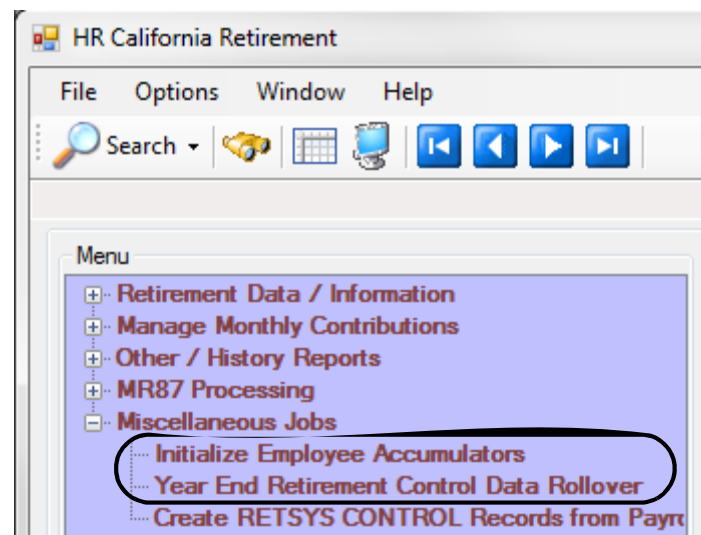 HR California Retirement
File Options Window Help
Search
Menu
Retirement Data / Information
Manage Monthly Contributions
Other / History Reports
MR87 Processing
Miscellaneous Jobs
Initialize Employee Accumulators
Year End Retirement Control Data Rollover
Create RETSYS CONTROL Records from Payro